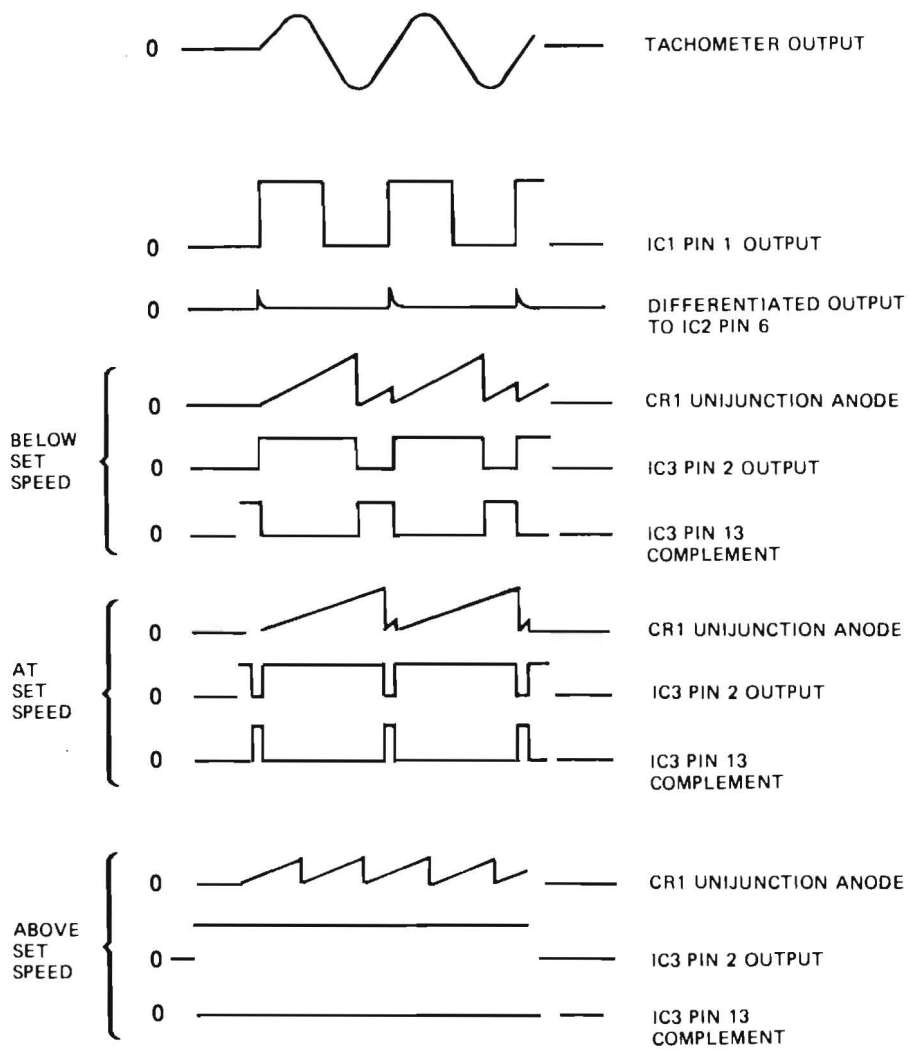 0 TACHOMETER OUTPUT
0 IC1 PIN 1 OUTPUT
0 DIFFERENTIATED OUTPUT
TO IC2 PIN 6
BELOW
SET
SPEED
0 CR1 UNIJUNCTION ANODE
0 IC3 PIN 2 OUTPUT
0 IC3 PIN 13
COMPLEMENT
AT
SET
SPEED
0 CR1 UNIJUNCTION ANODE
0 IC3 PIN 2 OUTPUT
0 IC3 PIN 13
COMPLEMENT
ABOVE
SET
SPEED
0 CR1 UNIJUNCTION ANODE
0 IC3 PIN 2 OUTPUT
0 IC3 PIN 13
COMPLEMENT